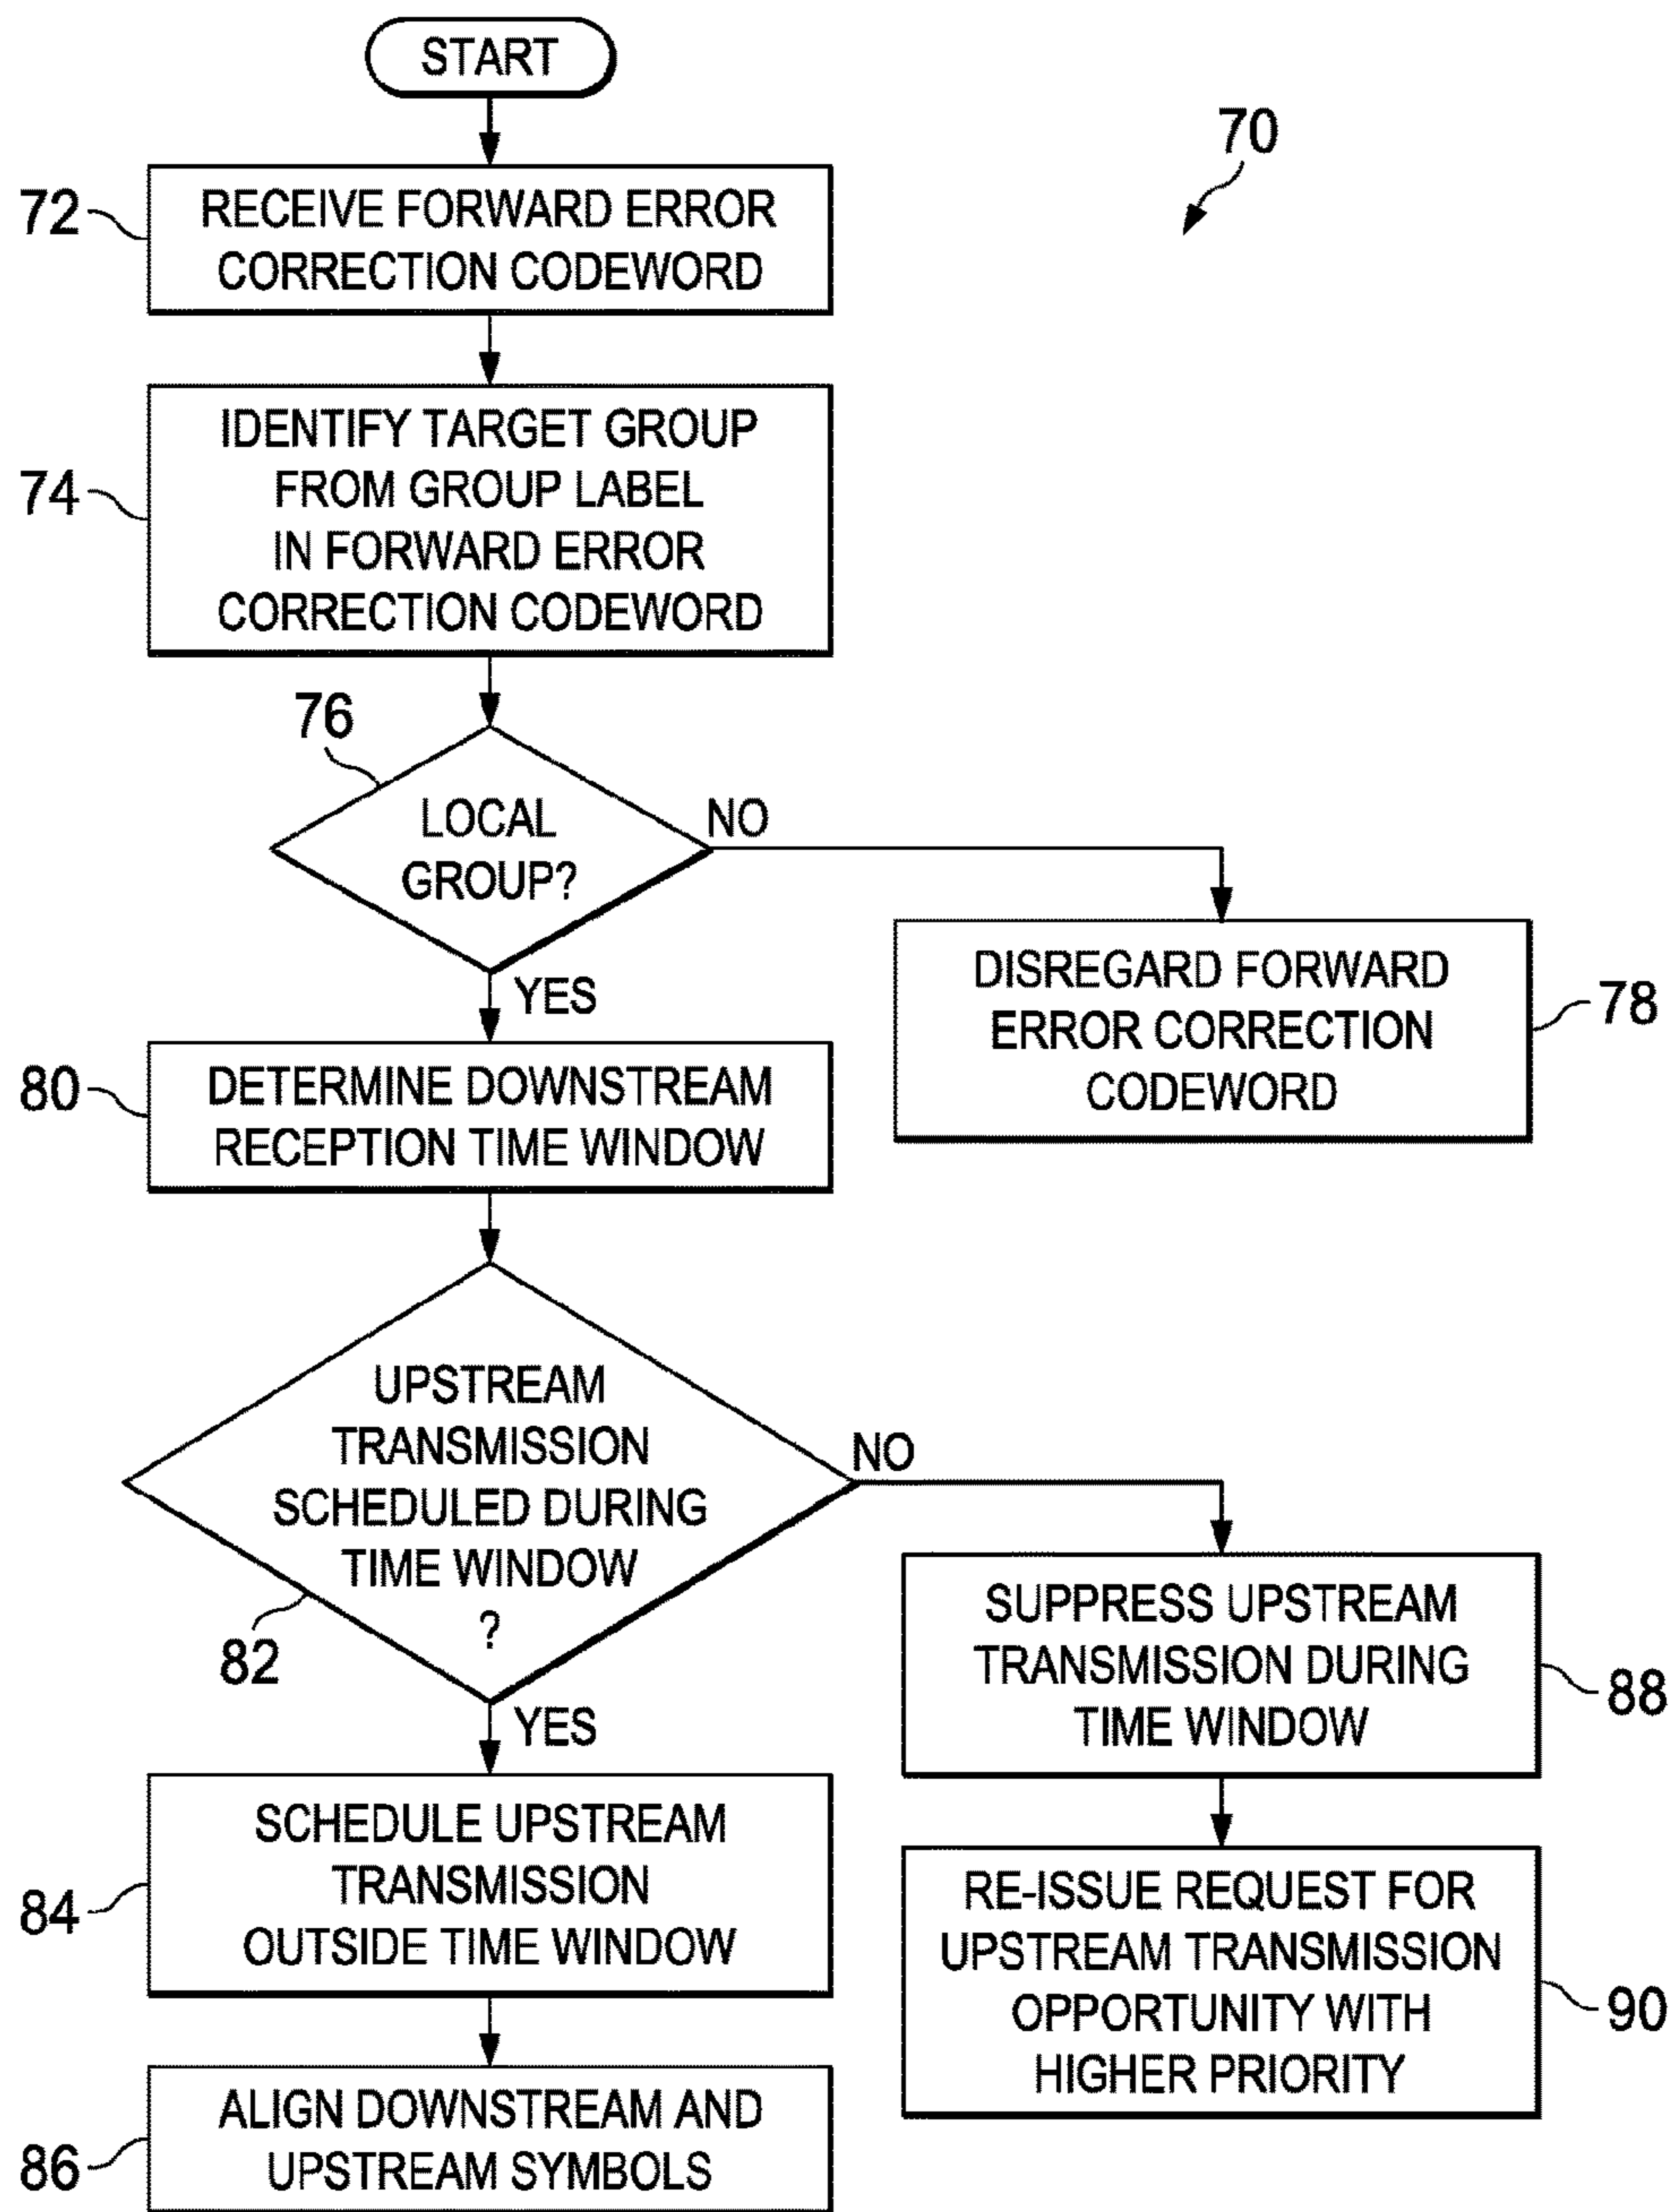 START
70
72
RECEIVE FORWARD ERROR
CORRECTION CODEWORD
74
IDENTIFY TARGET GROUP
FROM GROUP LABEL
IN FORWARD ERROR
CORRECTION CODEWORD
76
LOCAL
GROUP?
NO
YES
DISREGARD FORWARD
ERROR CORRECTION
CODEWORD
78
80
DETERMINE DOWNSTREAM
RECEPTION TIME WINDOW
UPSTREAM
TRANSMISSION
SCHEDULED DURING
TIME WINDOW
?
82
NO
YES
SUPPRESS UPSTREAM
TRANSMISSION DURING
TIME WINDOW
88
84
SCHEDULE UPSTREAM
TRANSMISSION
OUTSIDE TIME WINDOW
RE-ISSUE REQUEST FOR
UPSTREAM TRANSMISSION
OPPORTUNITY WITH
HIGHER PRIORITY
90
86
ALIGN DOWNSTREAM AND
UPSTREAM SYMBOLS